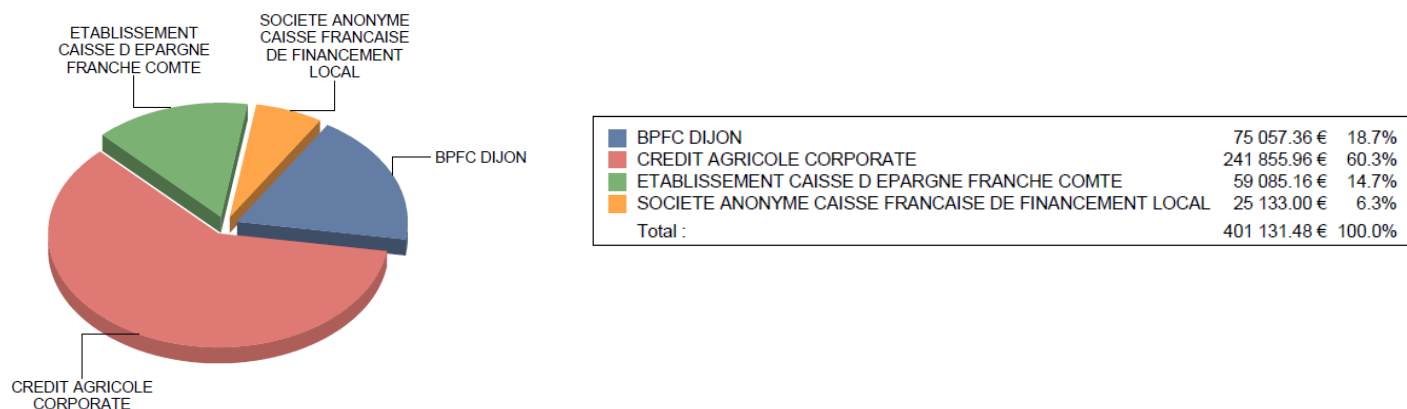 ETABLISSEMENT
CAISSE D EPARGNE
FRANCHE COMTE
SOCIETE ANONYME
CAISSE FRANCAISE
DE FINANCEMENT
LOCAL
BPFC DIJON
CREDIT AGRICOLE
CORPORATE
BPFC DIJON 75 057.36 € 18.7%
CREDIT AGRICOLE CORPORATE 241 855.96 € 60.3%
ETABLISSEMENT CAISSE D EPARGNE FRANCHE COMTE 59 085.16 € 14.7%
SOCIETE ANONYME CAISSE FRANCAISE DE FINANCEMENT LOCAL 25 133.00 € 6.3%
Total : 401 131.48 € 100.0%